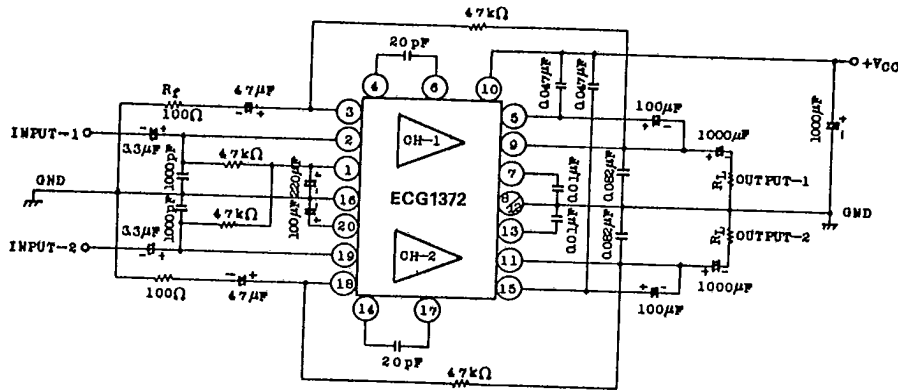 47kΩ
20pF
4
6
10
0.047μF
0.047μF
+VCC
Rf
100Ω
47μF
3
5
100μF
1000μF
1000μF
INPUT-1
3.3μF
2
CH-1
9
1000pF
47kΩ
1
220μF
7
0.01μF
0.082μF
RL
OUTPUT-1
GND
16
ECG1372
8
12
GND
1000pF
47kΩ
100μF
20
13
0.01μF
0.082μF
RL
OUTPUT-2
INPUT-2
3.3μF
19
CH-2
11
1000μF
100Ω
47μF
18
15
100μF
14
17
20pF
47kΩ